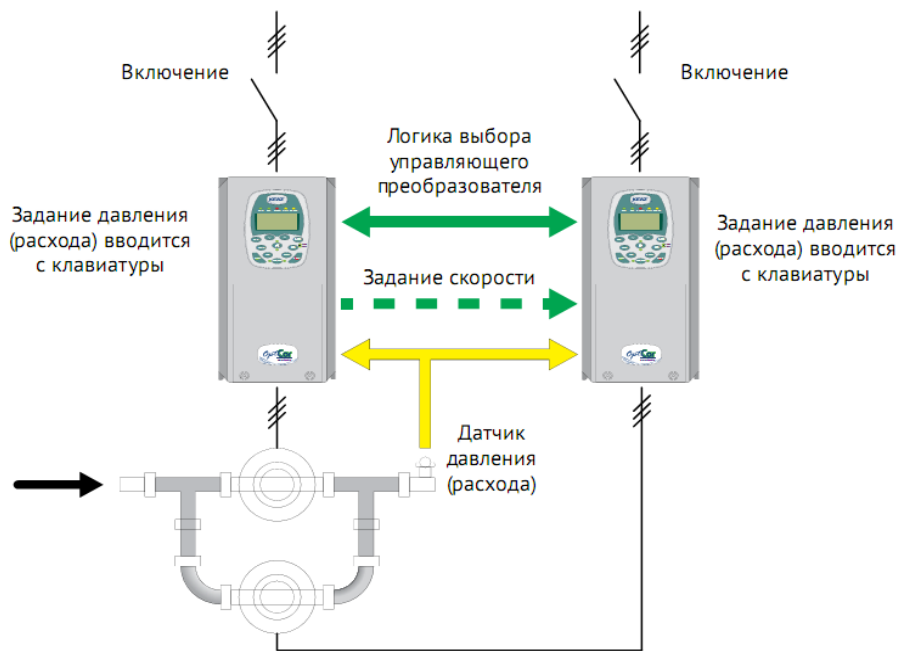 Включение
Включение
Логика выбора
управляющего
преобразователя
Задание давления
(расхода) вводится
с клавиатуры
Задание давления
(расхода) вводится
с клавиатуры
Задание скорости
Датчик
давления
(расхода)